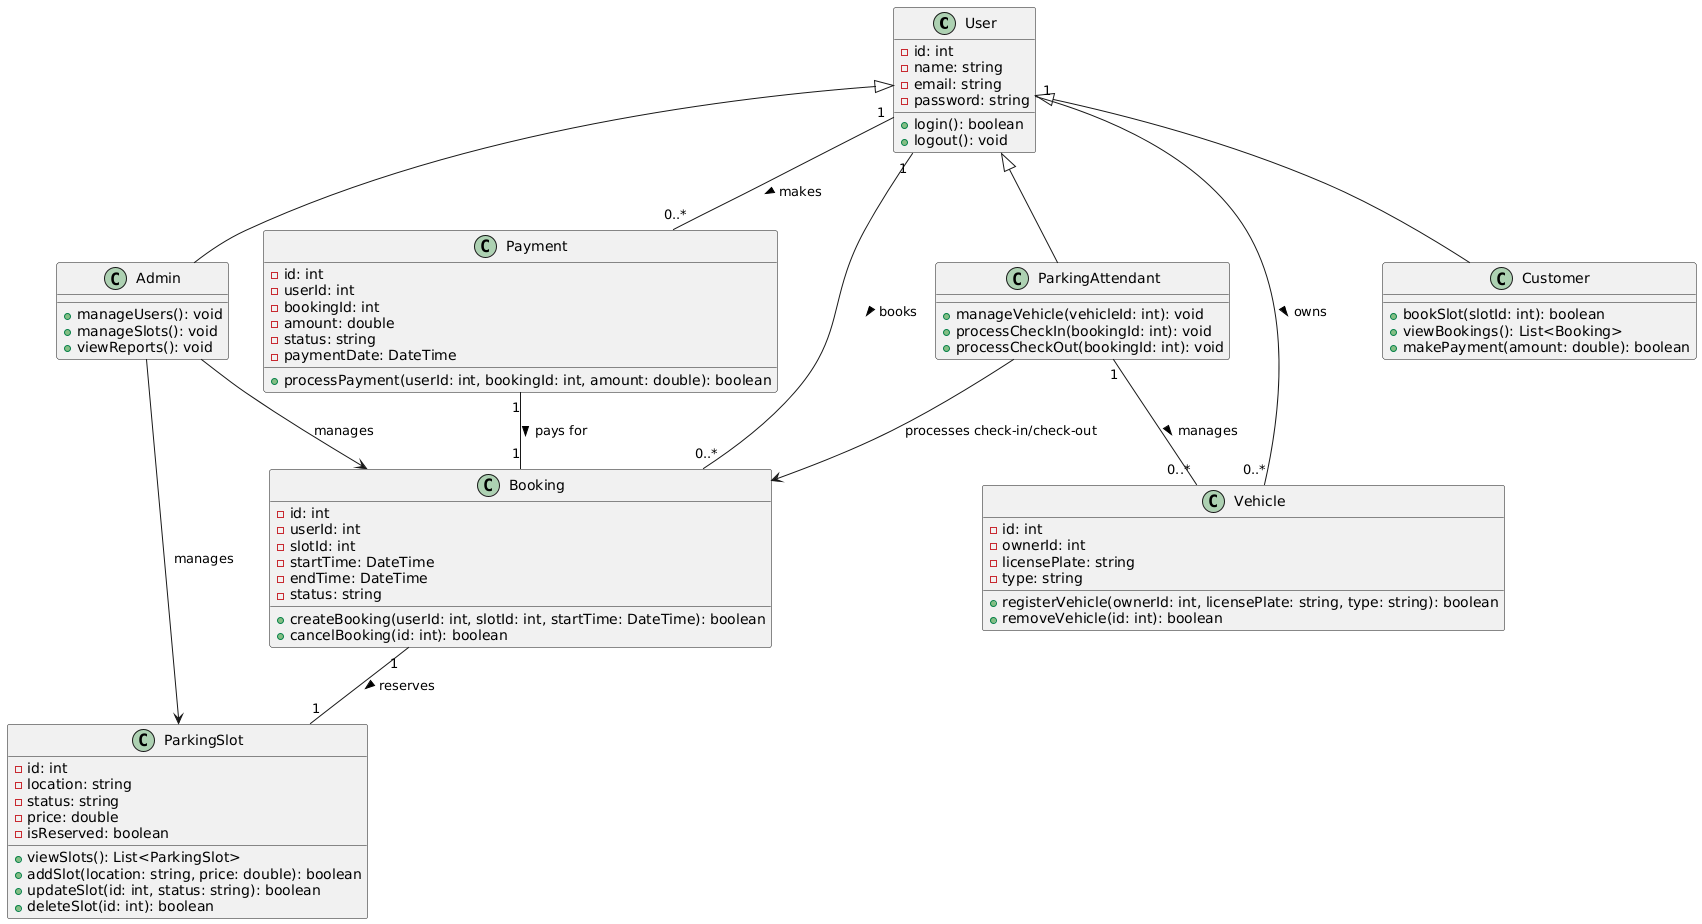 C User
id: int
name: string
email: string
password: string
login(): boolean
logout(): void
1
1
1
makes
0..*
C Admin
manageUsers(): void
manageSlots(): void
viewReports(): void
C Payment
id: int
userId: int
bookingId: int
amount: double
status: string
paymentDate: DateTime
processPayment(userId: int, bookingId: int, amount: double): boolean
books
C ParkingAttendant
manageVehicle(vehicleId: int): void
processCheckIn(bookingId: int): void
processCheckOut(bookingId: int): void
owns
C Customer
bookSlot(slotId: int): boolean
viewBookings(): List<Booking>
makePayment(amount: double): boolean
1
1
manages
pays for
processes check-in/check-out
manages
1
0..*
0..*
0..*
C Booking
id: int
userId: int
slotId: int
startTime: DateTime
endTime: DateTime
status: string
createBooking(userId: int, slotId: int, startTime: DateTime): boolean
cancelBooking(id: int): boolean
C Vehicle
id: int
ownerId: int
licensePlate: string
type: string
registerVehicle(ownerId: int, licensePlate: string, type: string): boolean
removeVehicle(id: int): boolean
manages
1
reserves
1
C ParkingSlot
id: int
location: string
status: string
price: double
isReserved: boolean
viewSlots(): List<ParkingSlot>
addSlot(location: string, price: double): boolean
updateSlot(id: int, status: string): boolean
deleteSlot(id: int): boolean